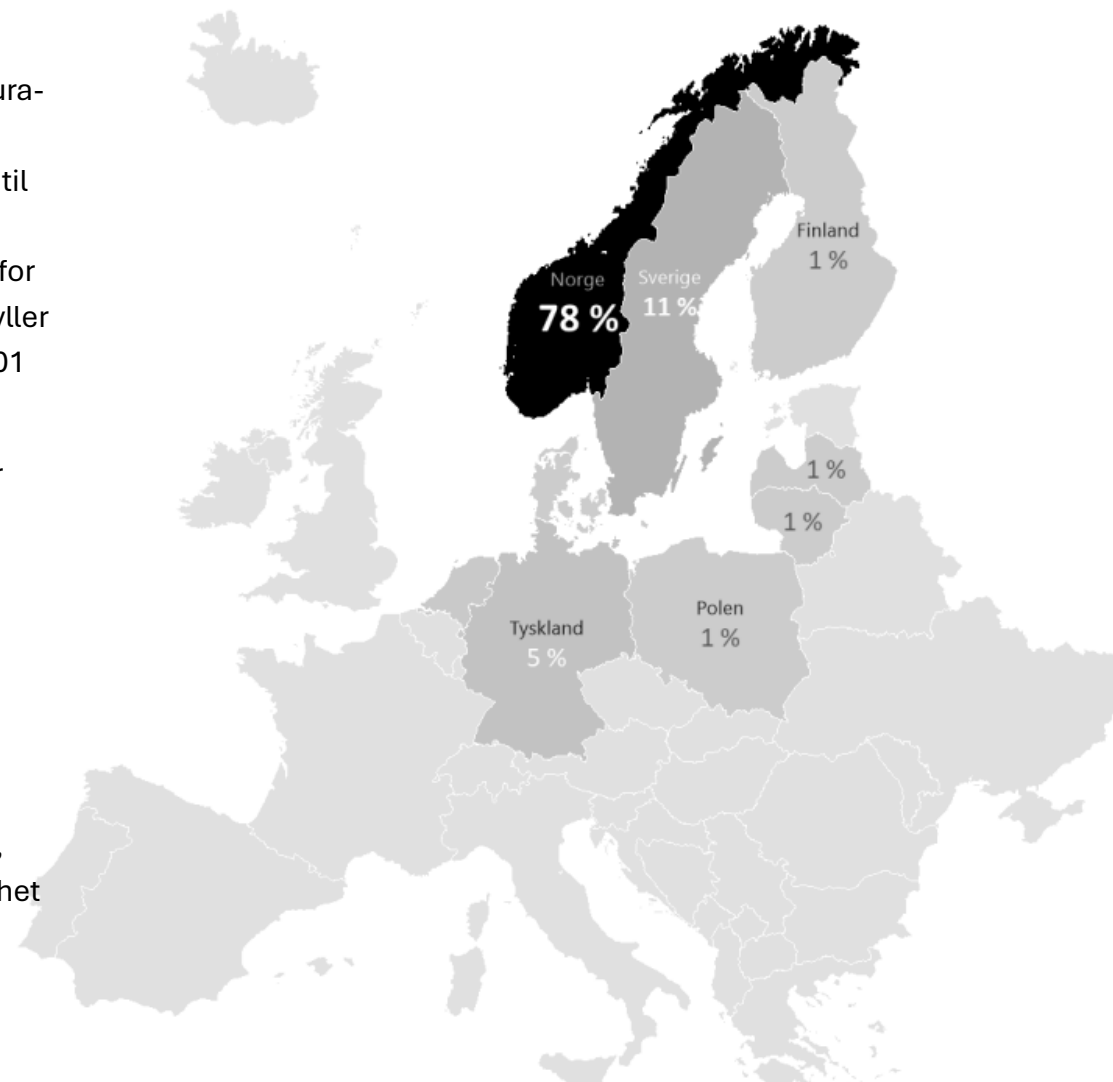 ura-
til
for
yller
01
r
,
het
Norge
78 %
Sverige
11 %
Finland
1 %
1 %
1 %
Tyskland
5 %
Polen
1 %